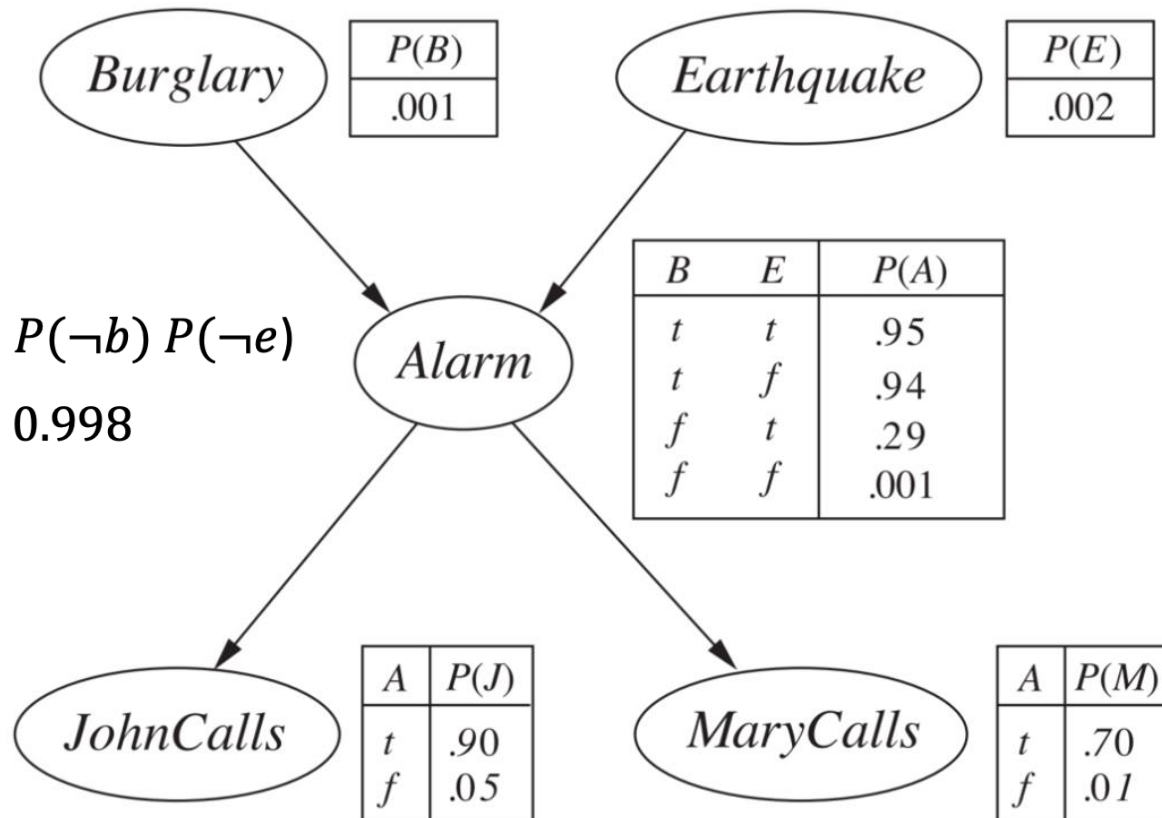 Burglary
P(B)
.001
Earthquake
P(E)
.002
P(¬b) P(¬e)
0.998
Alarm
B E P(A)
t t .95
t f .94
f t .29
f f .001
JohnCalls
A P(J)
t .90
f .05
MaryCalls
A P(M)
t .70
f .01